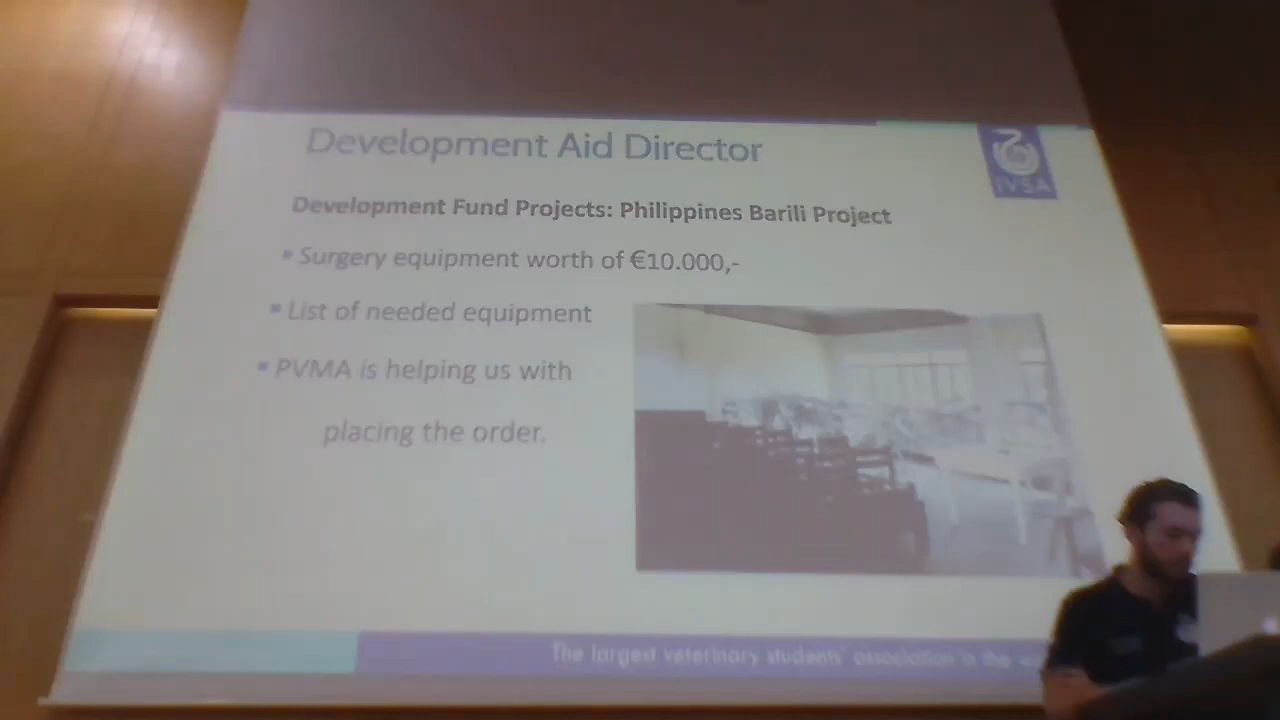 Development Aid Director
IVSA
Development Fund Projects: Philippines Barili Project
▪ Surgery equipment worth of €10.000,-
▪ List of needed equipment
▪ PVMA is helping us with
placing the order.
The largest veterinary students' association in the